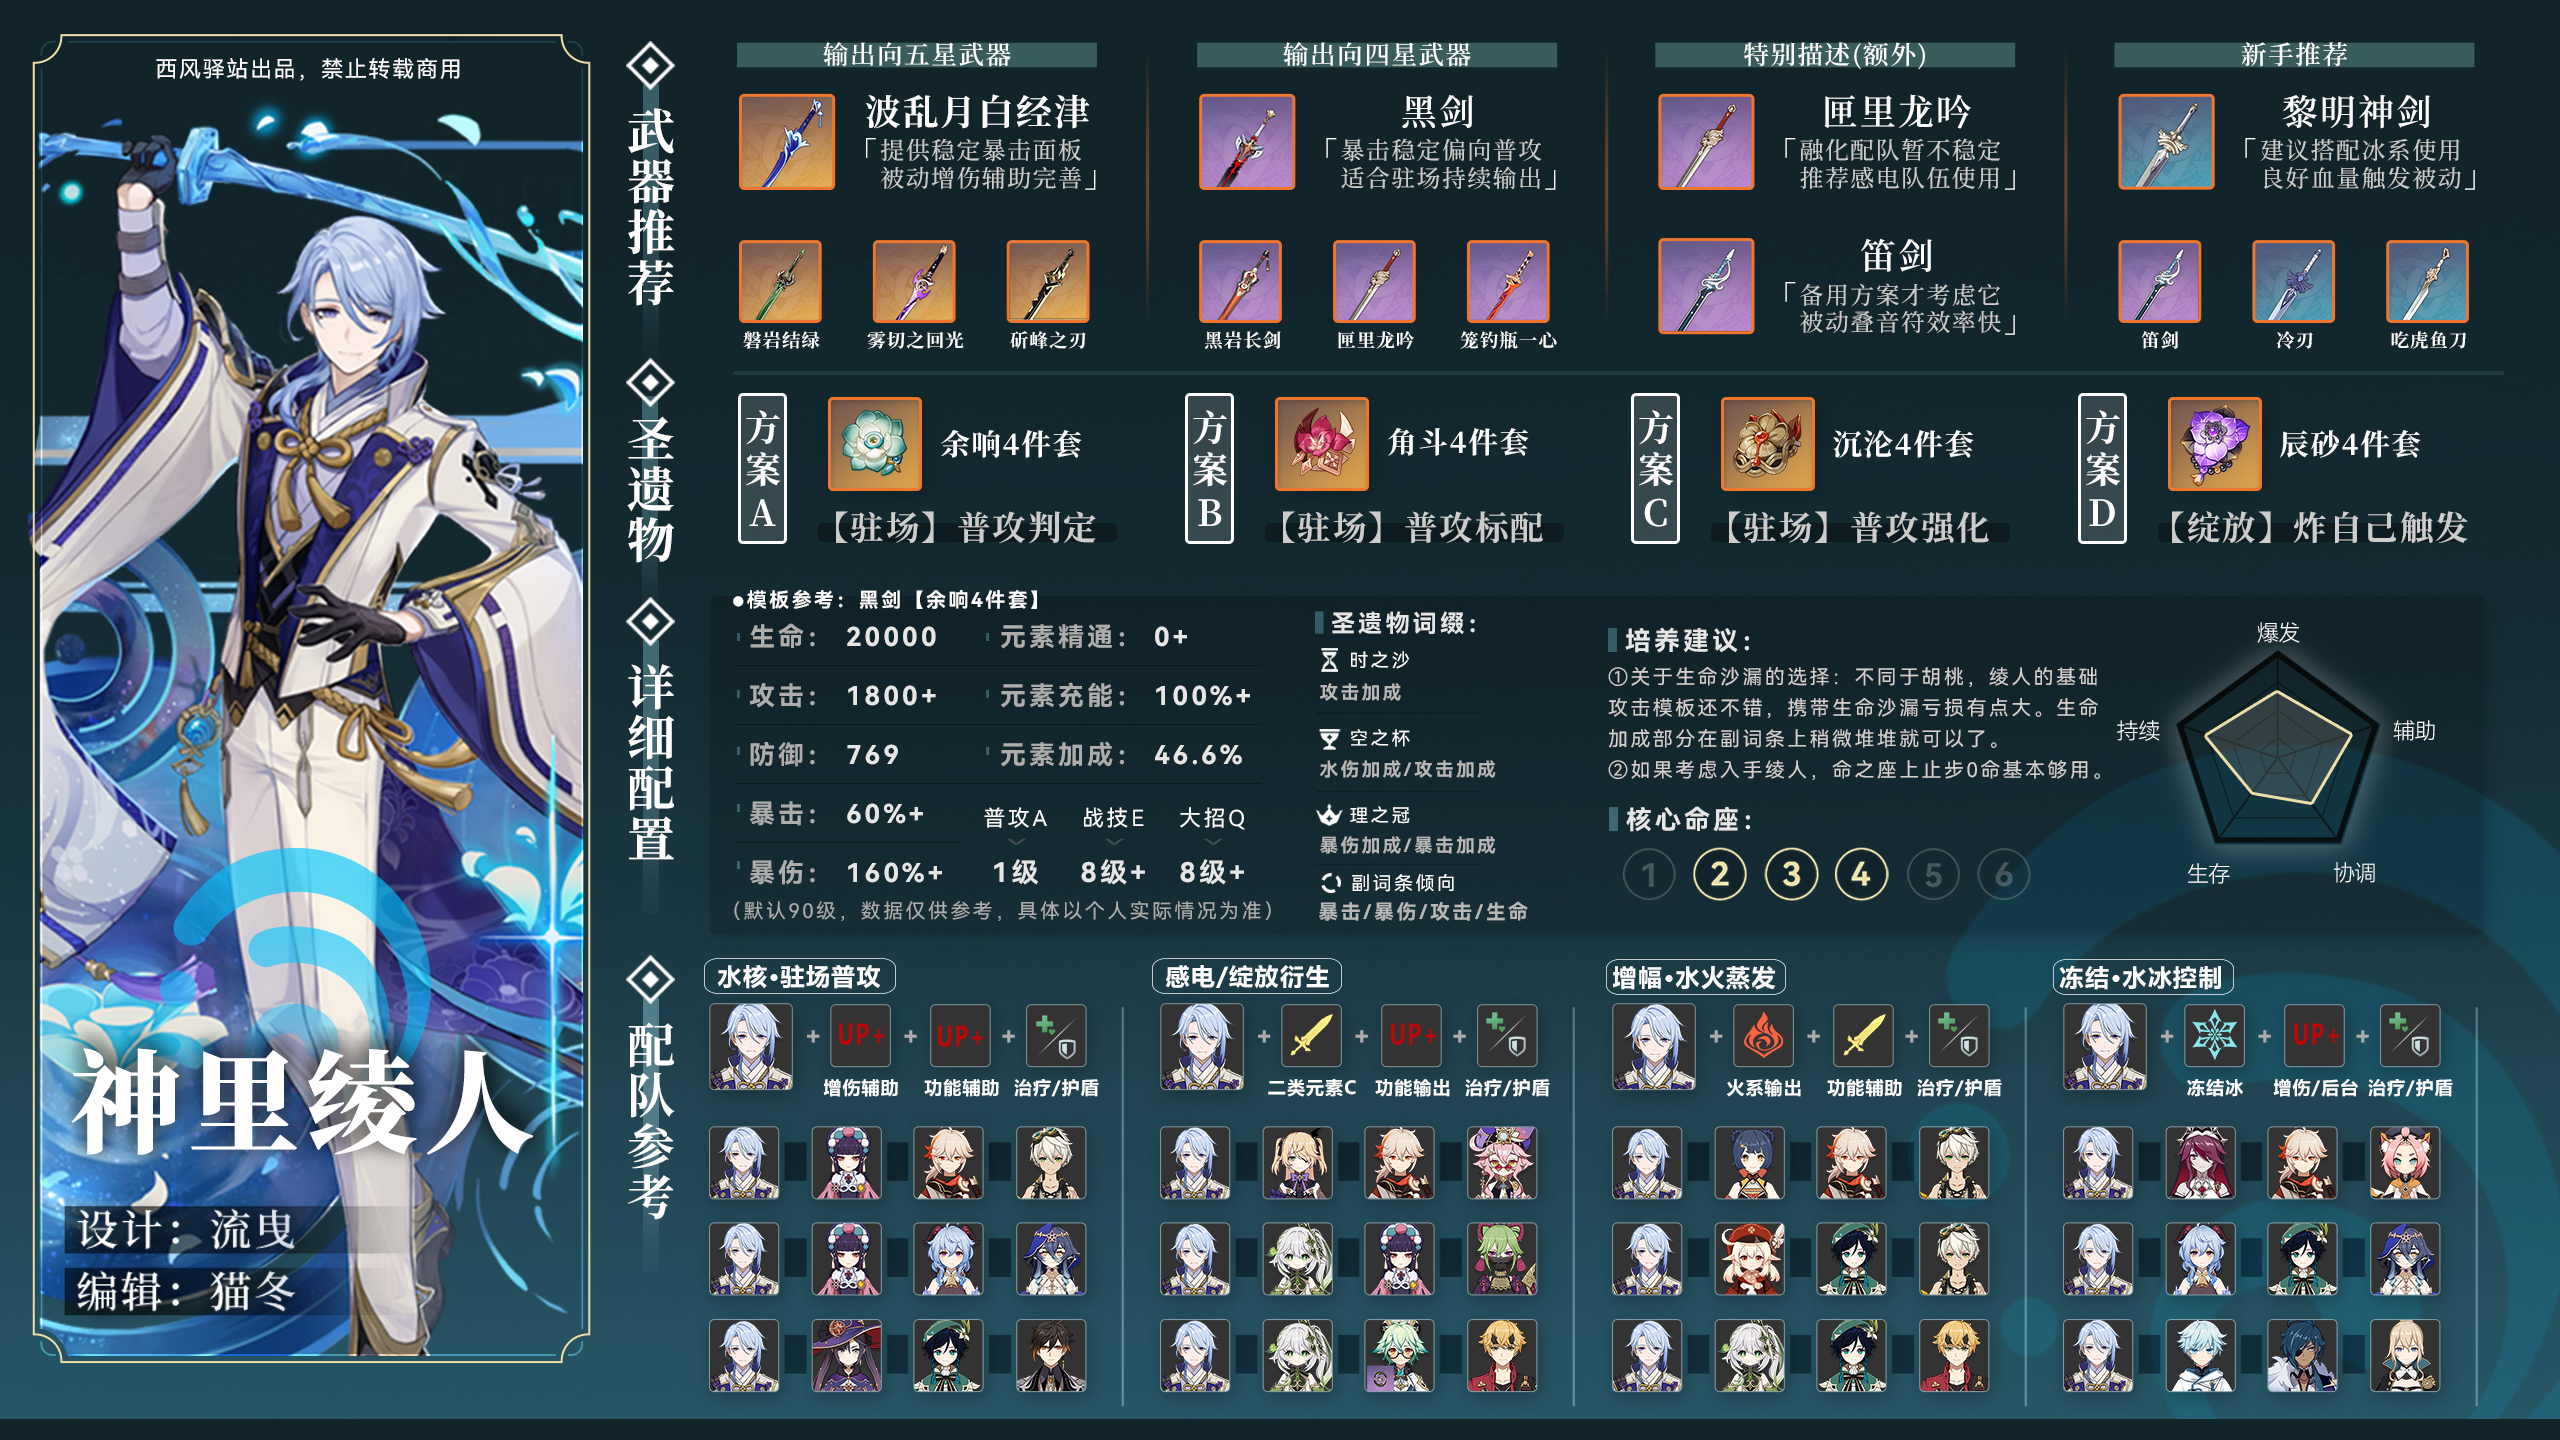 西风驿站出品，禁止转载商用
神里绫人
设计：流曳
编辑：猫冬
武器推荐
输出向五星武器
波乱月白经津
「提供稳定暴击面板
被动增伤辅助完善」
磐岩结绿
雾切之回光
斫峰之刃
输出向四星武器
黑剑
「暴击稳定偏向普攻
适合驻场持续输出」
黑岩长剑
匣里龙吟
笼钓瓶一心
特别描述(额外)
匣里龙吟
「融化配队暂不稳定
推荐感电队伍使用」
笛剑
「备用方案才考虑它
被动叠音符效率快」
新手推荐
黎明神剑
「建议搭配冰系使用
良好血量触发被动」
笛剑
冷刃
吃虎鱼刀
圣遗物
方案A
余响4件套
【驻场】普攻判定
方案B
角斗4件套
【驻场】普攻标配
方案C
沉沦4件套
【驻场】普攻强化
方案D
辰砂4件套
【绽放】炸自己触发
详细配置
●模板参考：黑剑【余响4件套】
生命： 20000
元素精通： 0+
攻击： 1800+
元素充能： 100%+
防御： 769
元素加成： 46.6%
暴击： 60%+
普攻A 战技E 大招Q
暴伤： 160%+
1级 8级+ 8级+
(默认90级，数据仅供参考，具体以个人实际情况为准)
圣遗物词缀：
时之沙
攻击加成
空之杯
水伤加成/攻击加成
理之冠
暴伤加成/暴击加成
副词条倾向
暴击/暴伤/攻击/生命
培养建议：
①关于生命沙漏的选择：不同于胡桃，绫人的基础
攻击模板还不错，携带生命沙漏亏损有点大。生命
加成部分在副词条上稍微堆堆就可以了。
②如果考虑入手绫人，命之座上止步0命基本够用。
核心命座：
1 2 3 4 5 6
爆发
辅助
协调
生存
持续
配队参考
水核·驻场普攻
+ UP+ + UP+ +
增伤辅助 功能辅助 治疗/护盾
感电/绽放衍生
+ + UP+ +
二类元素C 功能输出 治疗/护盾
增幅·水火蒸发
+ + +
火系输出 功能辅助 治疗/护盾
冻结·水冰控制
+ + UP+ +
冻结冰 增伤/后台 治疗/护盾